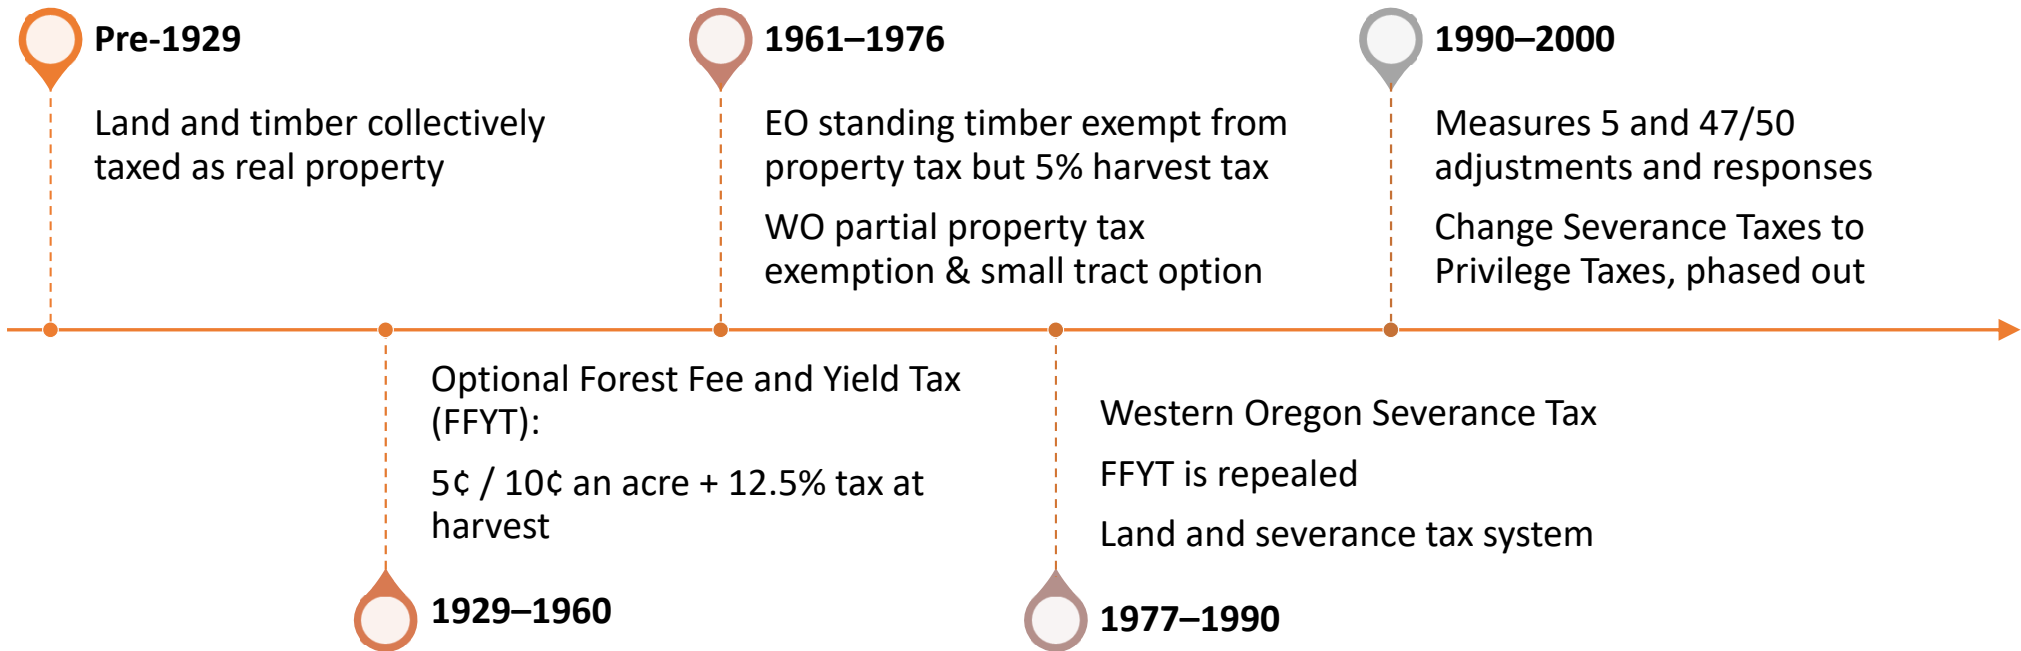 Pre-1929
Land and timber collectively
taxed as real property
Optional Forest Fee and Yield Tax
(FFYT):
5¢ / 10¢ an acre + 12.5% tax at
harvest
1929–1960
1961–1976
EO standing timber exempt from
property tax but 5% harvest tax
WO partial property tax
exemption & small tract option
Western Oregon Severance Tax
FFYT is repealed
Land and severance tax system
1977–1990
1990–2000
Measures 5 and 47/50
adjustments and responses
Change Severance Taxes to
Privilege Taxes, phased out